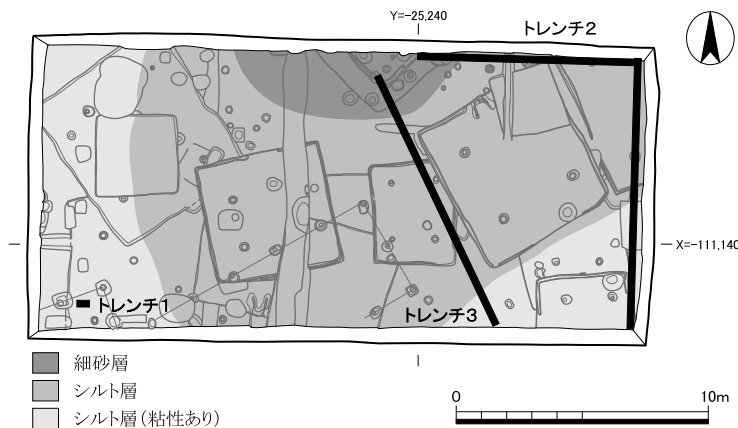 Y=-25,240
トレンチ2
X=-111,140
トレンチ1
トレンチ3
細砂層
シルト層
シルト層(粘性あり)
0 10m